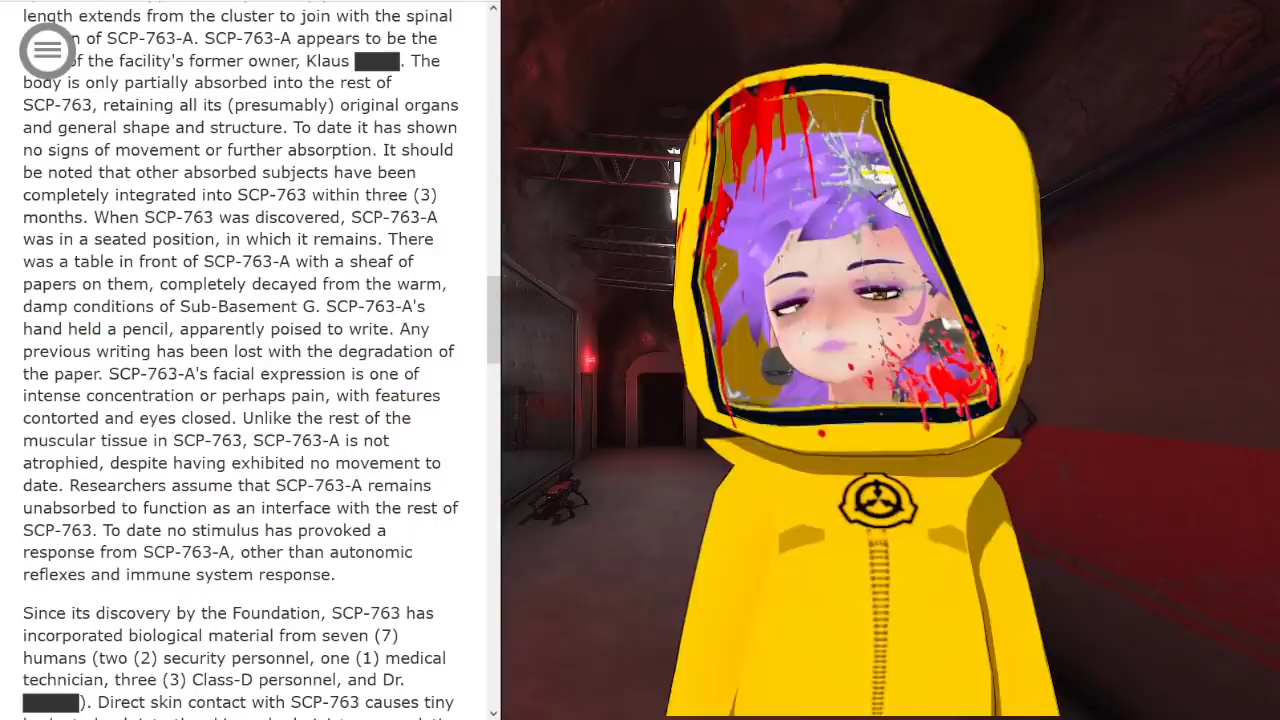 length extends from the cluster to join with the spinal
of SCP-763-A. SCP-763-A appears to be the
of the facility's former owner, Klaus . The
body is only partially absorbed into the rest of
SCP-763, retaining all its (presumably) original organs
and general shape and structure. To date it has shown
no signs of movement or further absorption. It should
be noted that other absorbed subjects have been
completely integrated into SCP-763 within three (3)
months. When SCP-763 was discovered, SCP-763-A
was in a seated position, in which it remains. There
was a table in front of SCP-763-A with a sheaf of
papers on them, completely decayed from the warm,
damp conditions of Sub-Basement G. SCP-763-A's
hand held a pencil, apparently poised to write. Any
previous writing has been lost with the degradation of
the paper. SCP-763-A's facial expression is one of
intense concentration or perhaps pain, with features
contorted and eyes closed. Unlike the rest of the
muscular tissue in SCP-763, SCP-763-A is not
atrophied, despite having exhibited no movement to
date. Researchers assume that SCP-763-A remains
unabsorbed to function as an interface with the rest of
SCP-763. To date no stimulus has provoked a
response from SCP-763-A, other than autonomic
reflexes and immune system response.
Since its discovery by the Foundation, SCP-763 has
incorporated biological material from seven (7)
humans (two (2) security personnel, one (1) medical
technician, three (3) Class-D personnel, and Dr.
). Direct skin contact with SCP-763 causes tiny